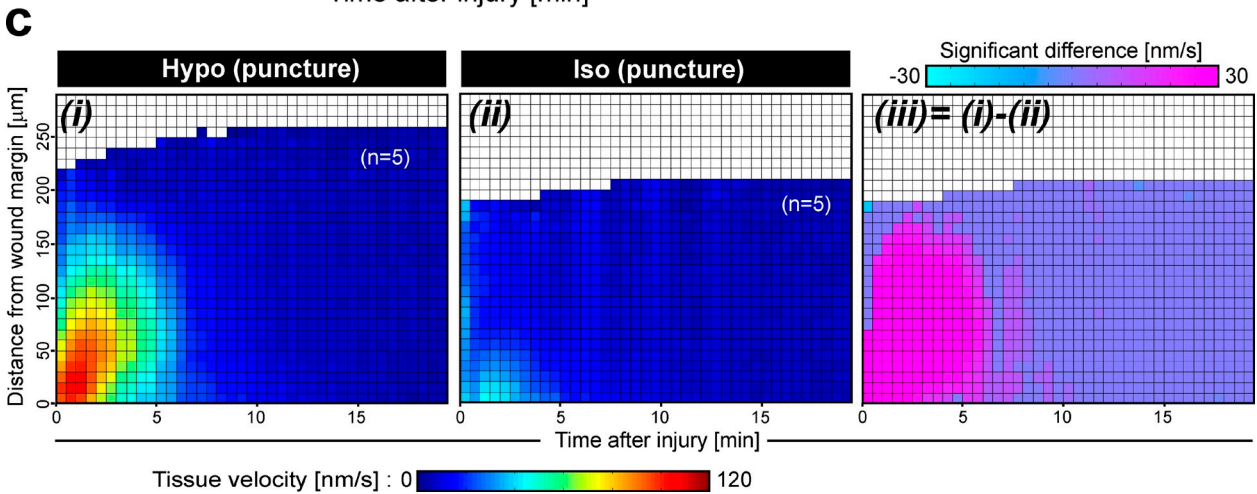 Time after injury [min]
c
Significant difference [nm/s]
-30 30
Hypo (puncture)
Iso (puncture)
(i)
(ii)
(iii)= (i)-(ii)
Distance from wound margin [µm]
250
200
150
100
50
0
(n=5)
(n=5)
0 5 10 15
0 5 10 15
0 5 10 15
Time after injury [min]
Tissue velocity [nm/s] : 0 120